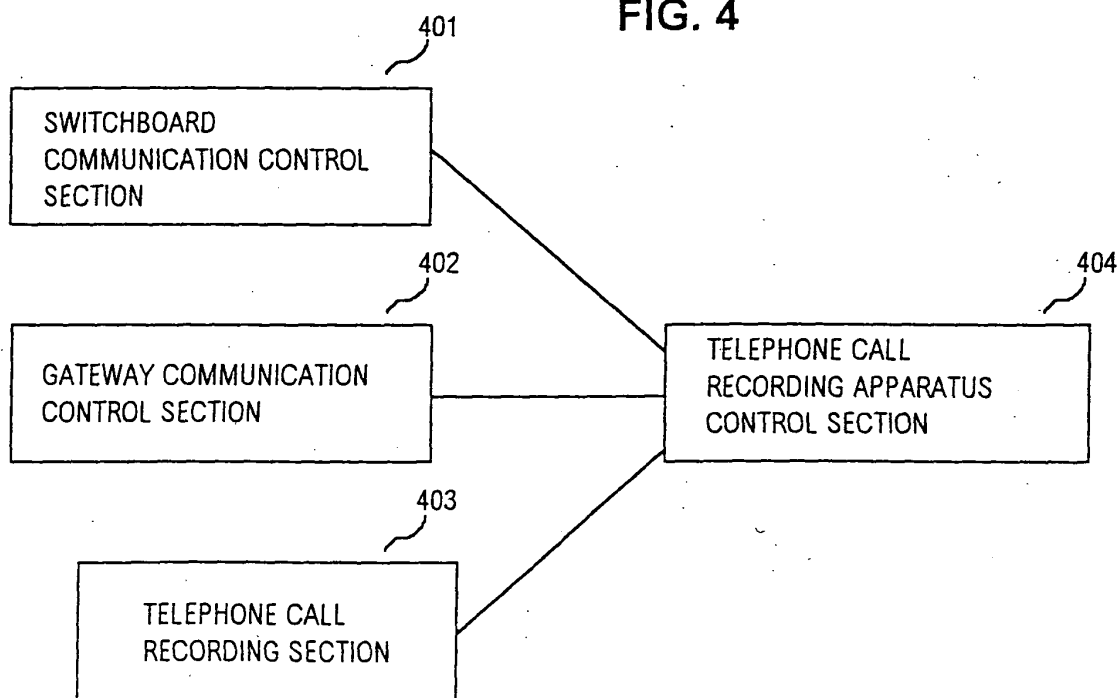 FIG. 4
401
SWITCHBOARD
COMMUNICATION CONTROL
SECTION
402
GATEWAY COMMUNICATION
CONTROL SECTION
403
TELEPHONE CALL
RECORDING SECTION
404
TELEPHONE CALL
RECORDING APPARATUS
CONTROL SECTION